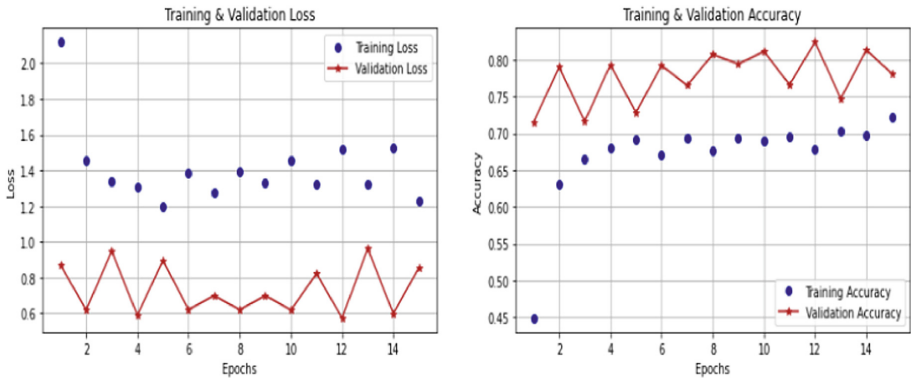 Training & Validation Loss
Loss
2.0
1.8
1.6
1.4
1.2
1.0
0.8
0.6
Training Loss
Validation Loss
2 4 6 8 10 12 14
Epochs
Training & Validation Accuracy
Accuracy
0.80
0.75
0.70
0.65
0.60
0.55
0.50
0.45
Training Accuracy
Validation Accuracy
2 4 6 8 10 12 14
Epochs